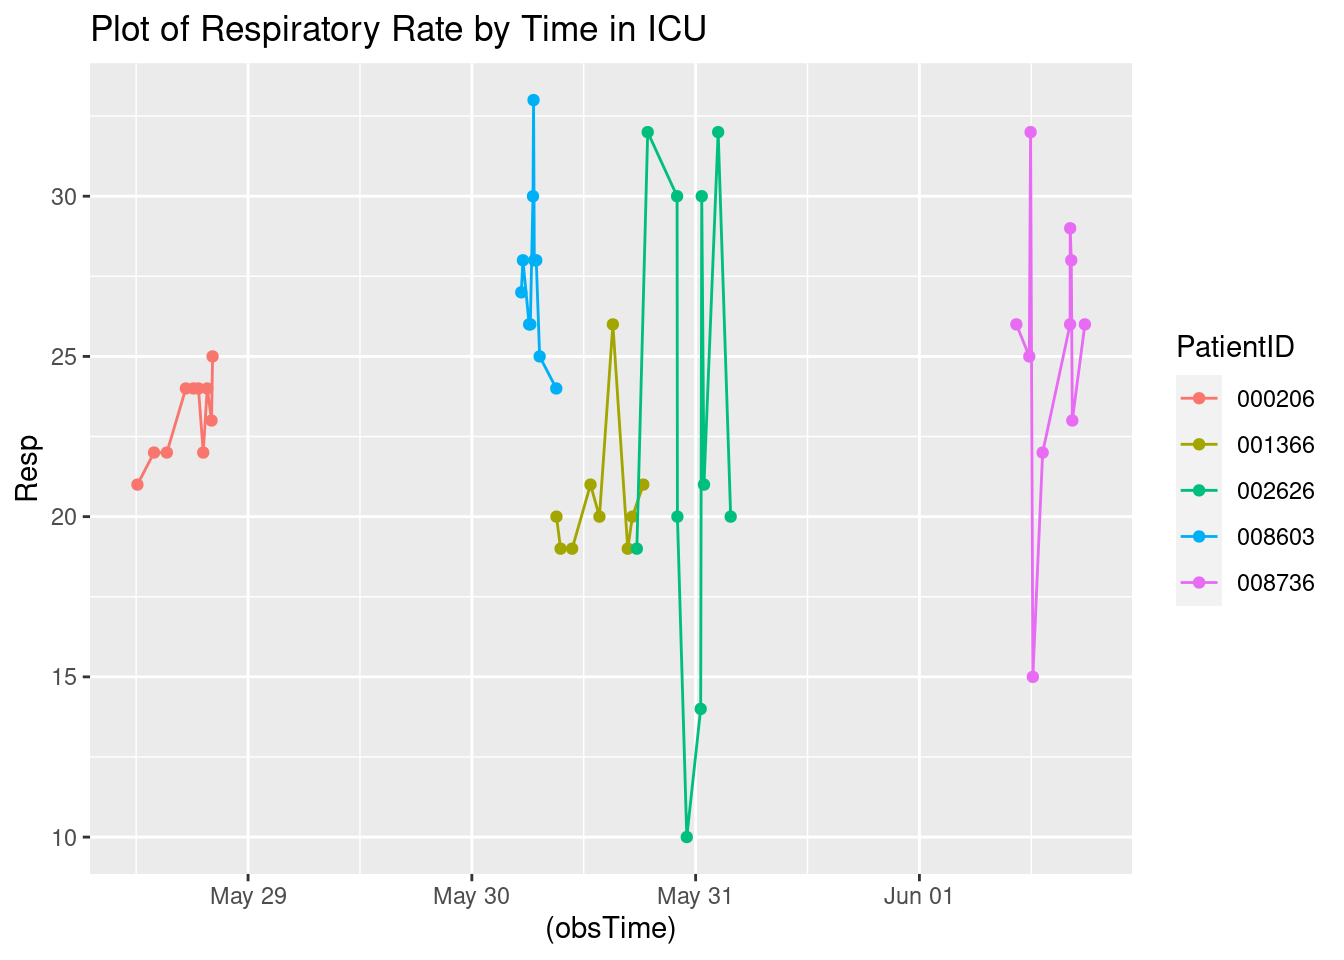 Plot of Respiratory Rate by Time in ICU
Resp
30
25
20
15
10
May 29
May 30
May 31
Jun 01
(obsTime)
PatientID
000206
001366
002626
008603
008736